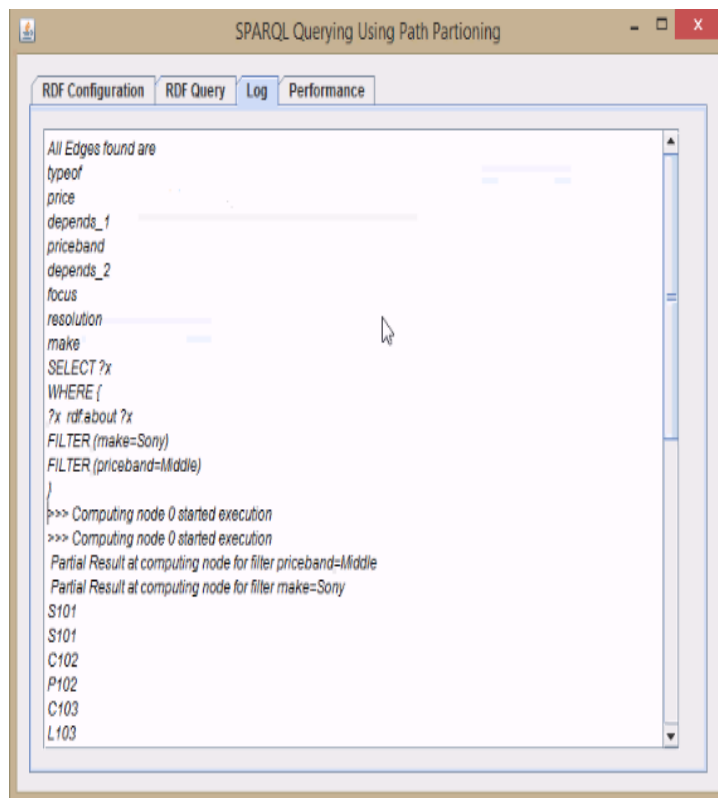 SPARQL Querying Using Path Partioning
RDF Configuration RDF Query Log Performance
All Edges found are
typeof
price
depends_1
priceband
depends_2
focus
resolution
make
SELECT ?x
WHERE {
?x rdf:about ?x
FILTER (make=Sony)
FILTER (priceband=Middle)
}
>>> Computing node 0 started execution
>>> Computing node 0 started execution
Partial Result at computing node for filter priceband=Middle
Partial Result at computing node for filter make=Sony
S101
S101
C102
P102
C103
L103